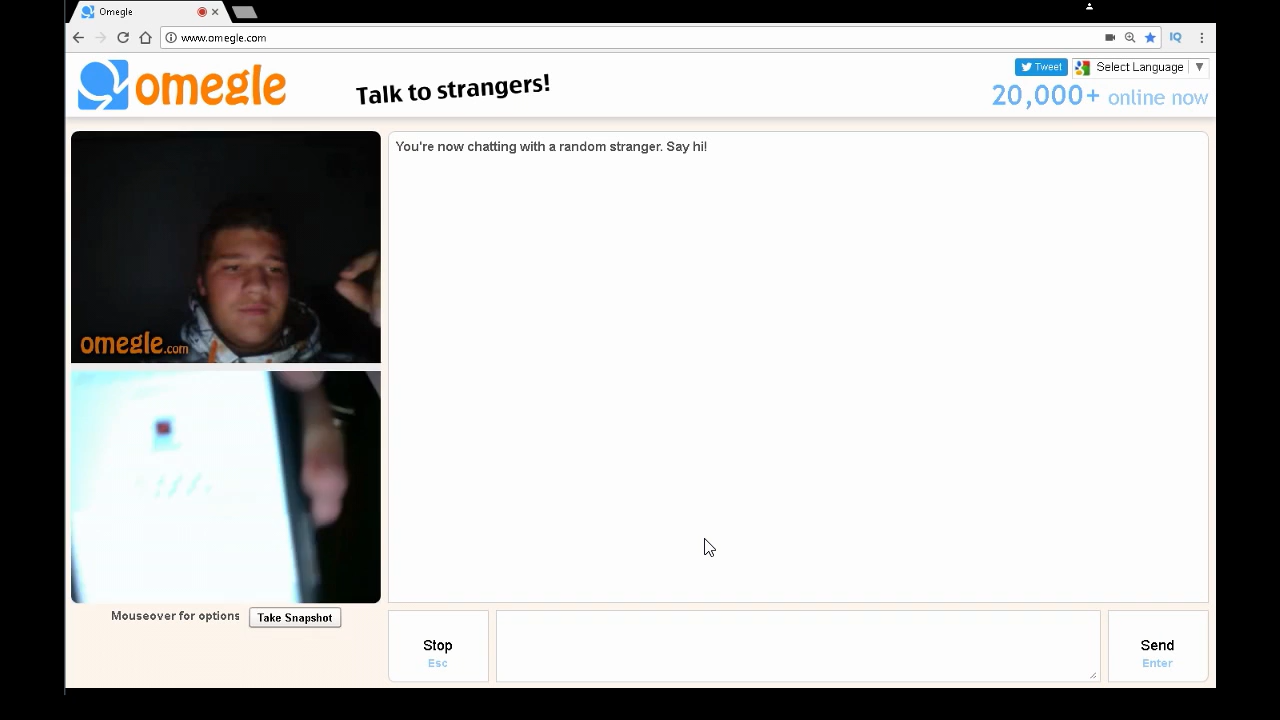 Omegle
www.omegle.com
IQ
omegle
Talk to strangers!
Tweet
Select Language
20,000+ online now
You're now chatting with a random stranger. Say hi!
omegle.com
Mouseover for options
Take Snapshot
Stop
Esc
Send
Enter